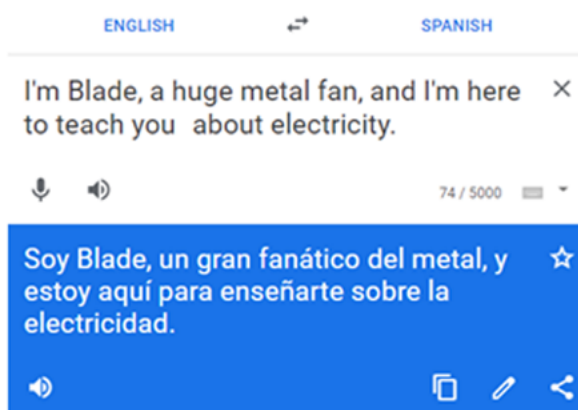 ENGLISH SPANISH
I'm Blade, a huge metal fan, and I'm here
to teach you  about electricity.
74 / 5000
Soy Blade, un gran fanático del metal, y
estoy aquí para enseñarte sobre la
electricidad.